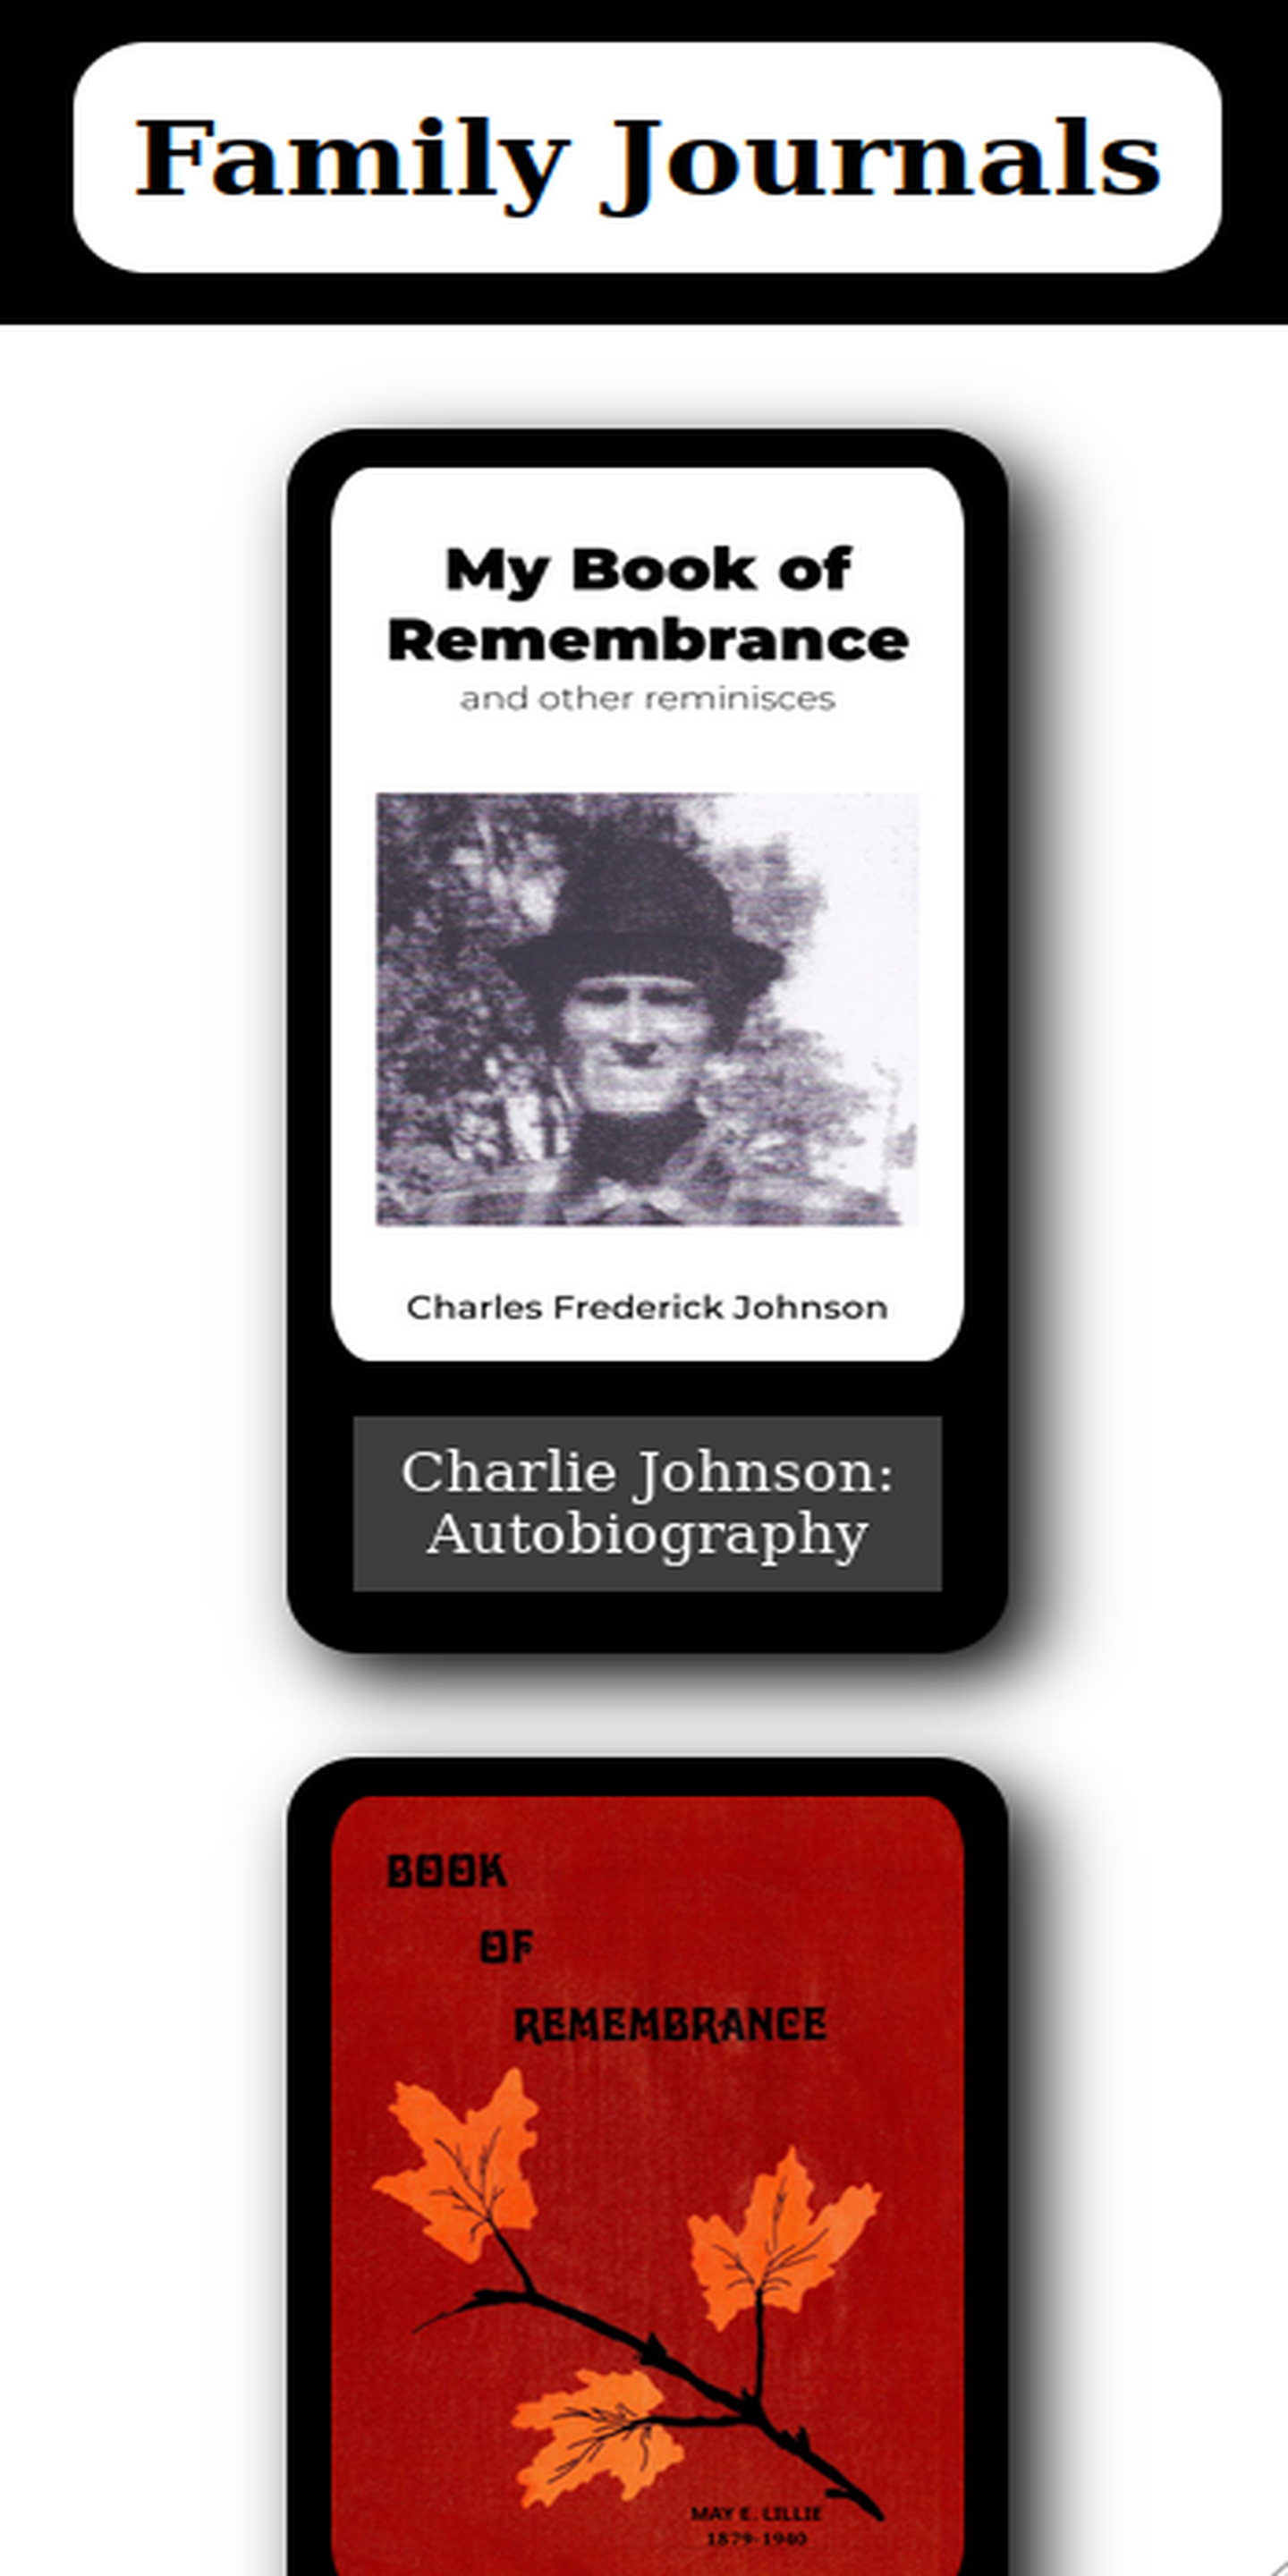 Family Journals
My Book of
Remembrance
and other reminisces
Charles Frederick Johnson
Charlie Johnson:
Autobiography
BOOK
OF
REMEMBRANCE
MAY E. LILLIE
1879-1940